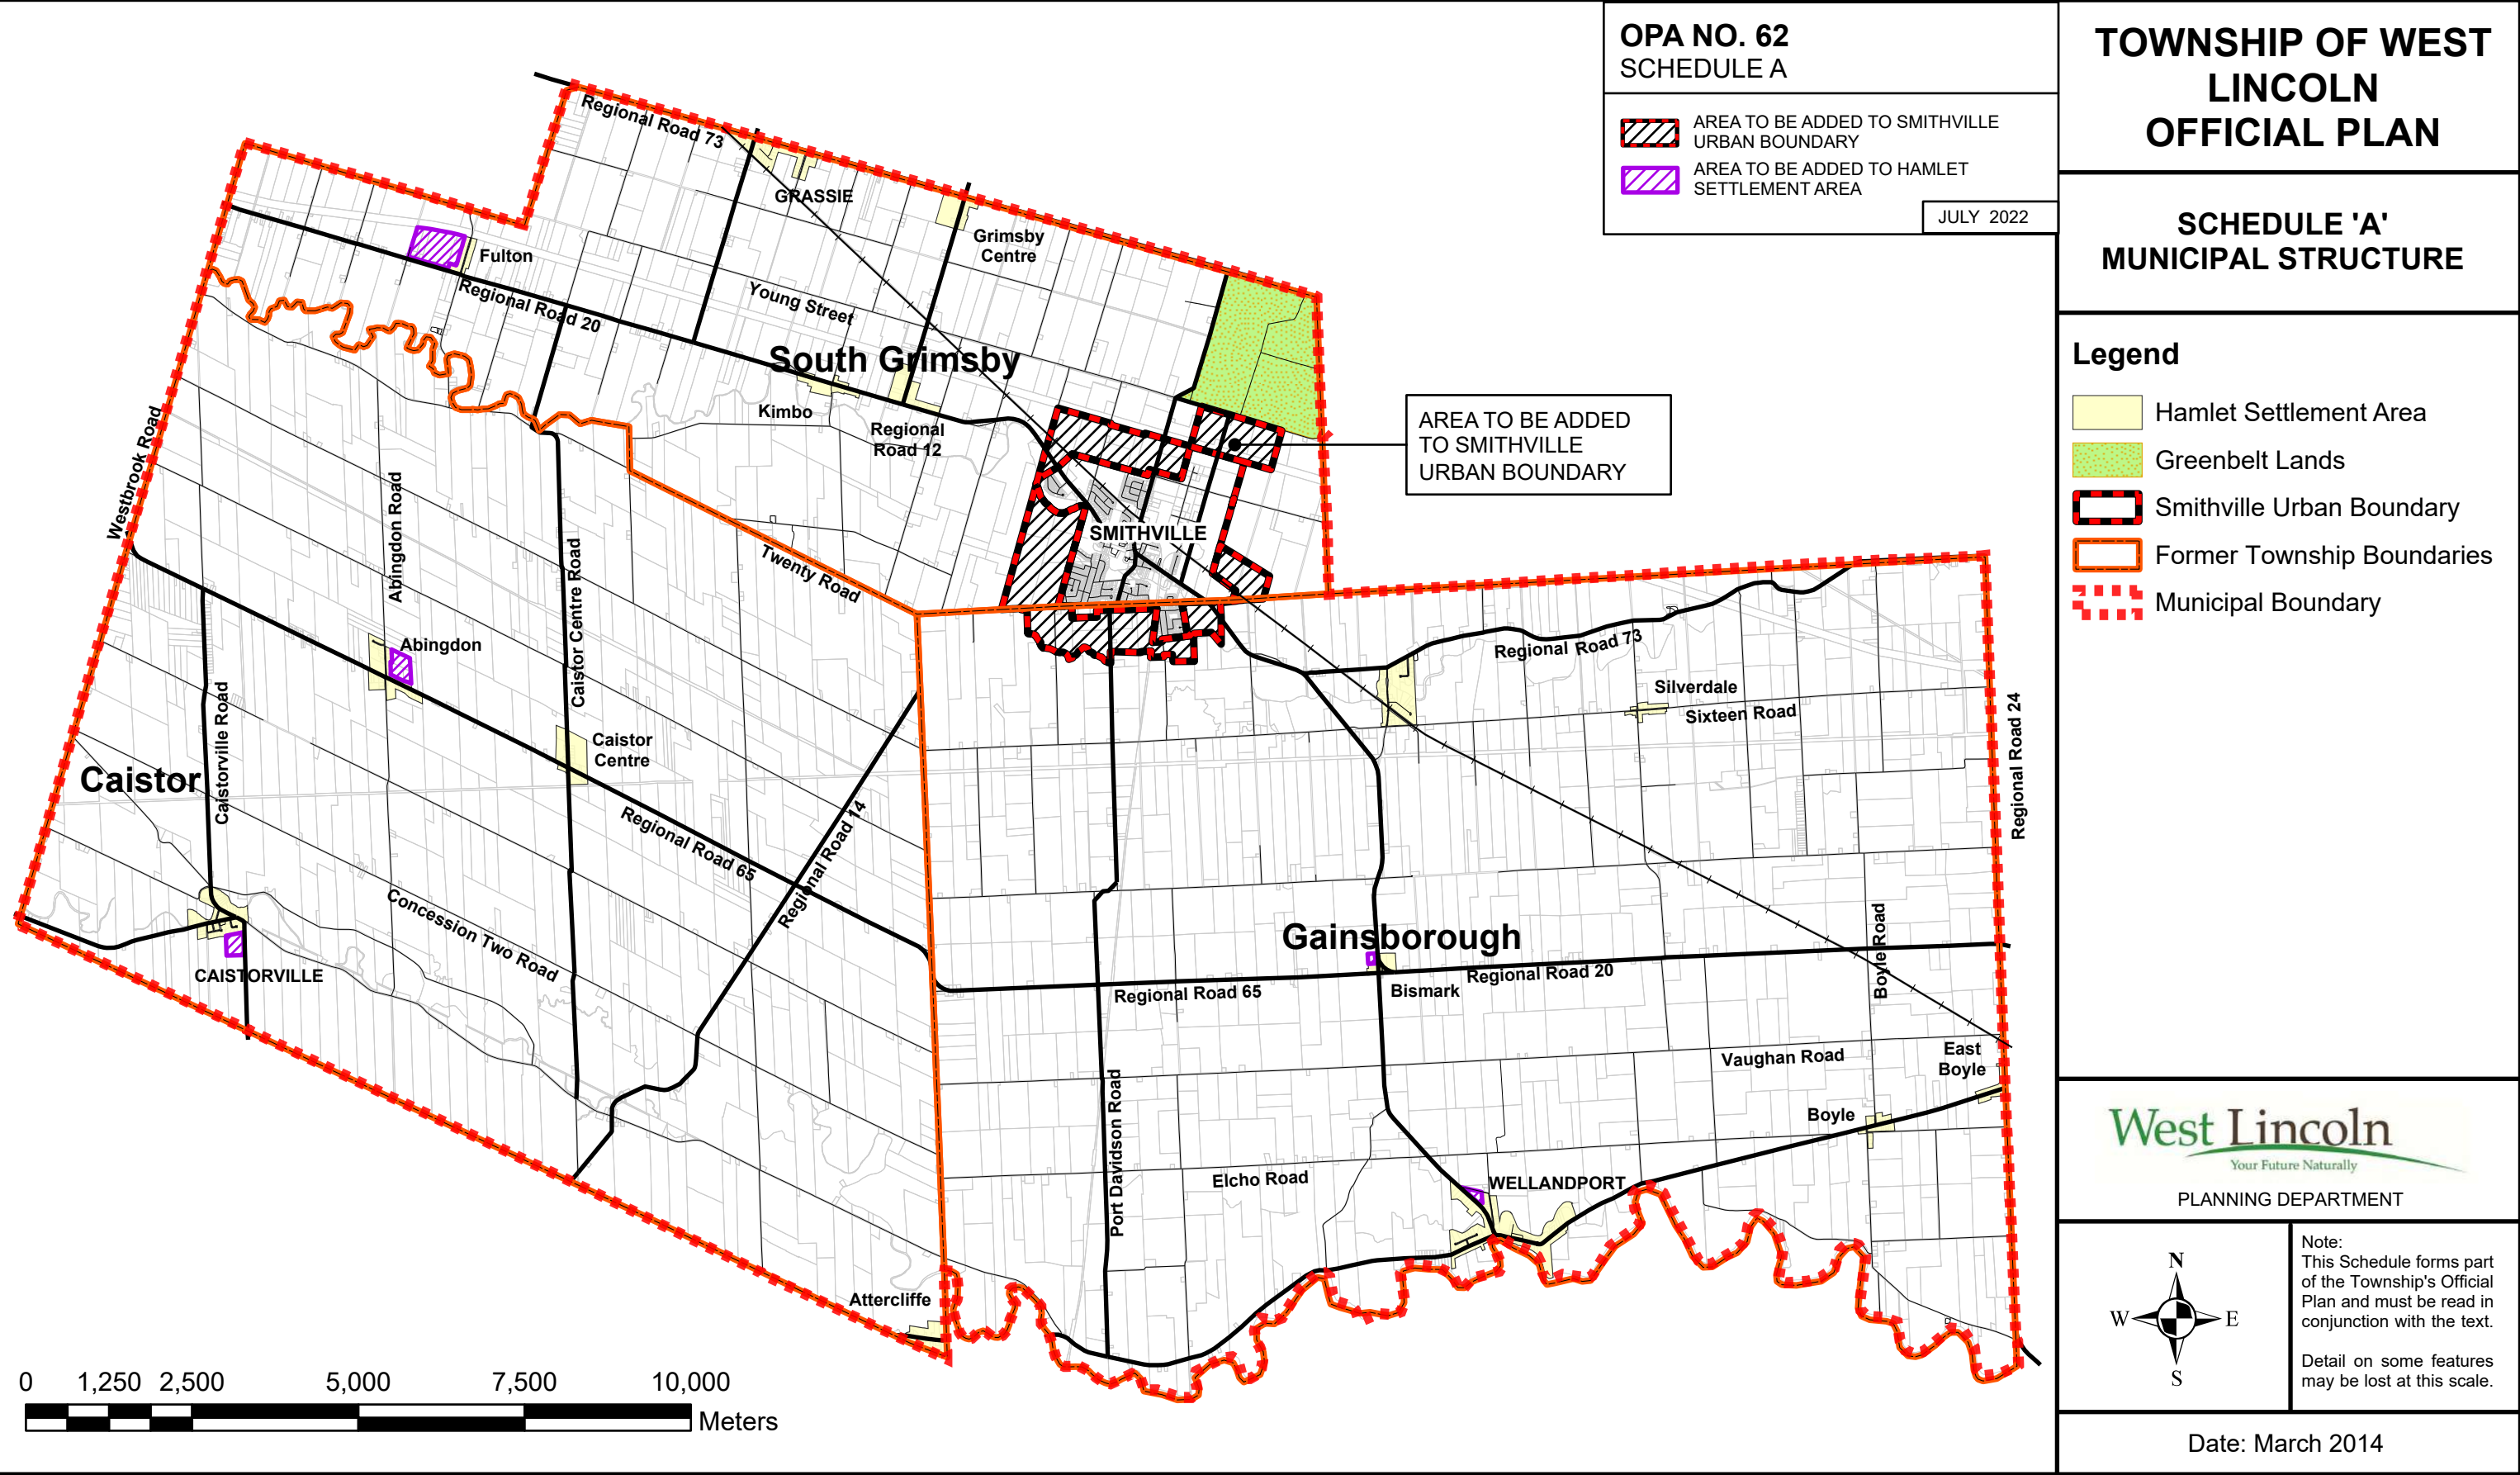 OPA NO. 62
SCHEDULE A
AREA TO BE ADDED TO SMITHVILLE
URBAN BOUNDARY
AREA TO BE ADDED TO HAMLET
SETTLEMENT AREA
JULY 2022
TOWNSHIP OF WEST
LINCOLN
OFFICIAL PLAN
SCHEDULE 'A'
MUNICIPAL STRUCTURE
Legend
Hamlet Settlement Area
Greenbelt Lands
Smithville Urban Boundary
Former Township Boundaries
Municipal Boundary
Regional Road 73
GRASSIE
Grimsby
Centre
Fulton
Regional Road 20
Young Street
South Grimsby
Kimbo
Regional
Road 12
AREA TO BE ADDED
TO SMITHVILLE
URBAN BOUNDARY
SMITHVILLE
Westbrook Road
Abingdon Road
Caistor Centre Road
Twenty Road
Abingdon
Caistorville Road
Caistor
Centre
Caistor
Regional Road 65
Regional Road 14
Concession Two Road
CAISTORVILLE
Attercliffe
Regional Road 73
Silverdale
Sixteen Road
Regional Road 24
Gainsborough
Regional Road 20
Regional Road 65
Bismark
Boyle Road
Vaughan Road
East
Boyle
Boyle
Port Davidson Road
Elcho Road
WELLANDPORT
0 1,250 2,500 5,000 7,500 10,000
Meters
West Lincoln
Your Future Naturally
PLANNING DEPARTMENT
N
W E
S
Note:
This Schedule forms part
of the Township's Official
Plan and must be read in
conjunction with the text.
Detail on some features
may be lost at this scale.
Date: March 2014